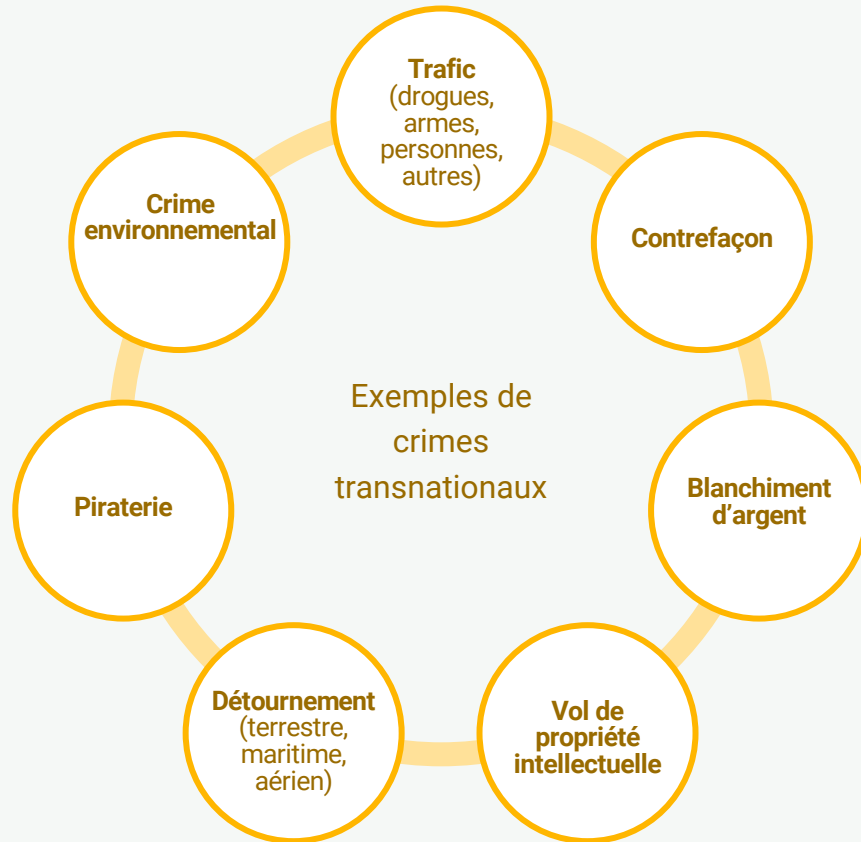 Trafic
(drogues,
armes,
personnes,
autres)
Contrefaçon
Blanchiment
d’argent
Vol de
propriété
intellectuelle
Détournement
(terrestre,
maritime,
aérien)
Piraterie
Crime
environnemental
Exemples de
crimes
transnationaux